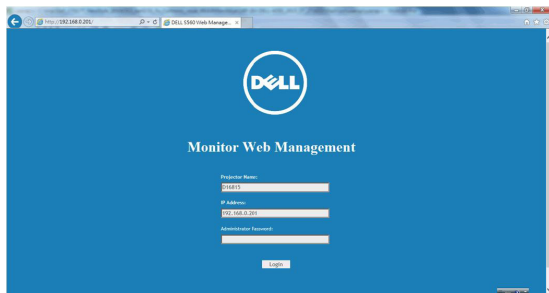 http://192.168.0.201/
DELL S560 Web Manage...
DELL
Monitor Web Management
Projector Name:
D16815
IP Address:
192.168.0.201
Administrator Password:
Login